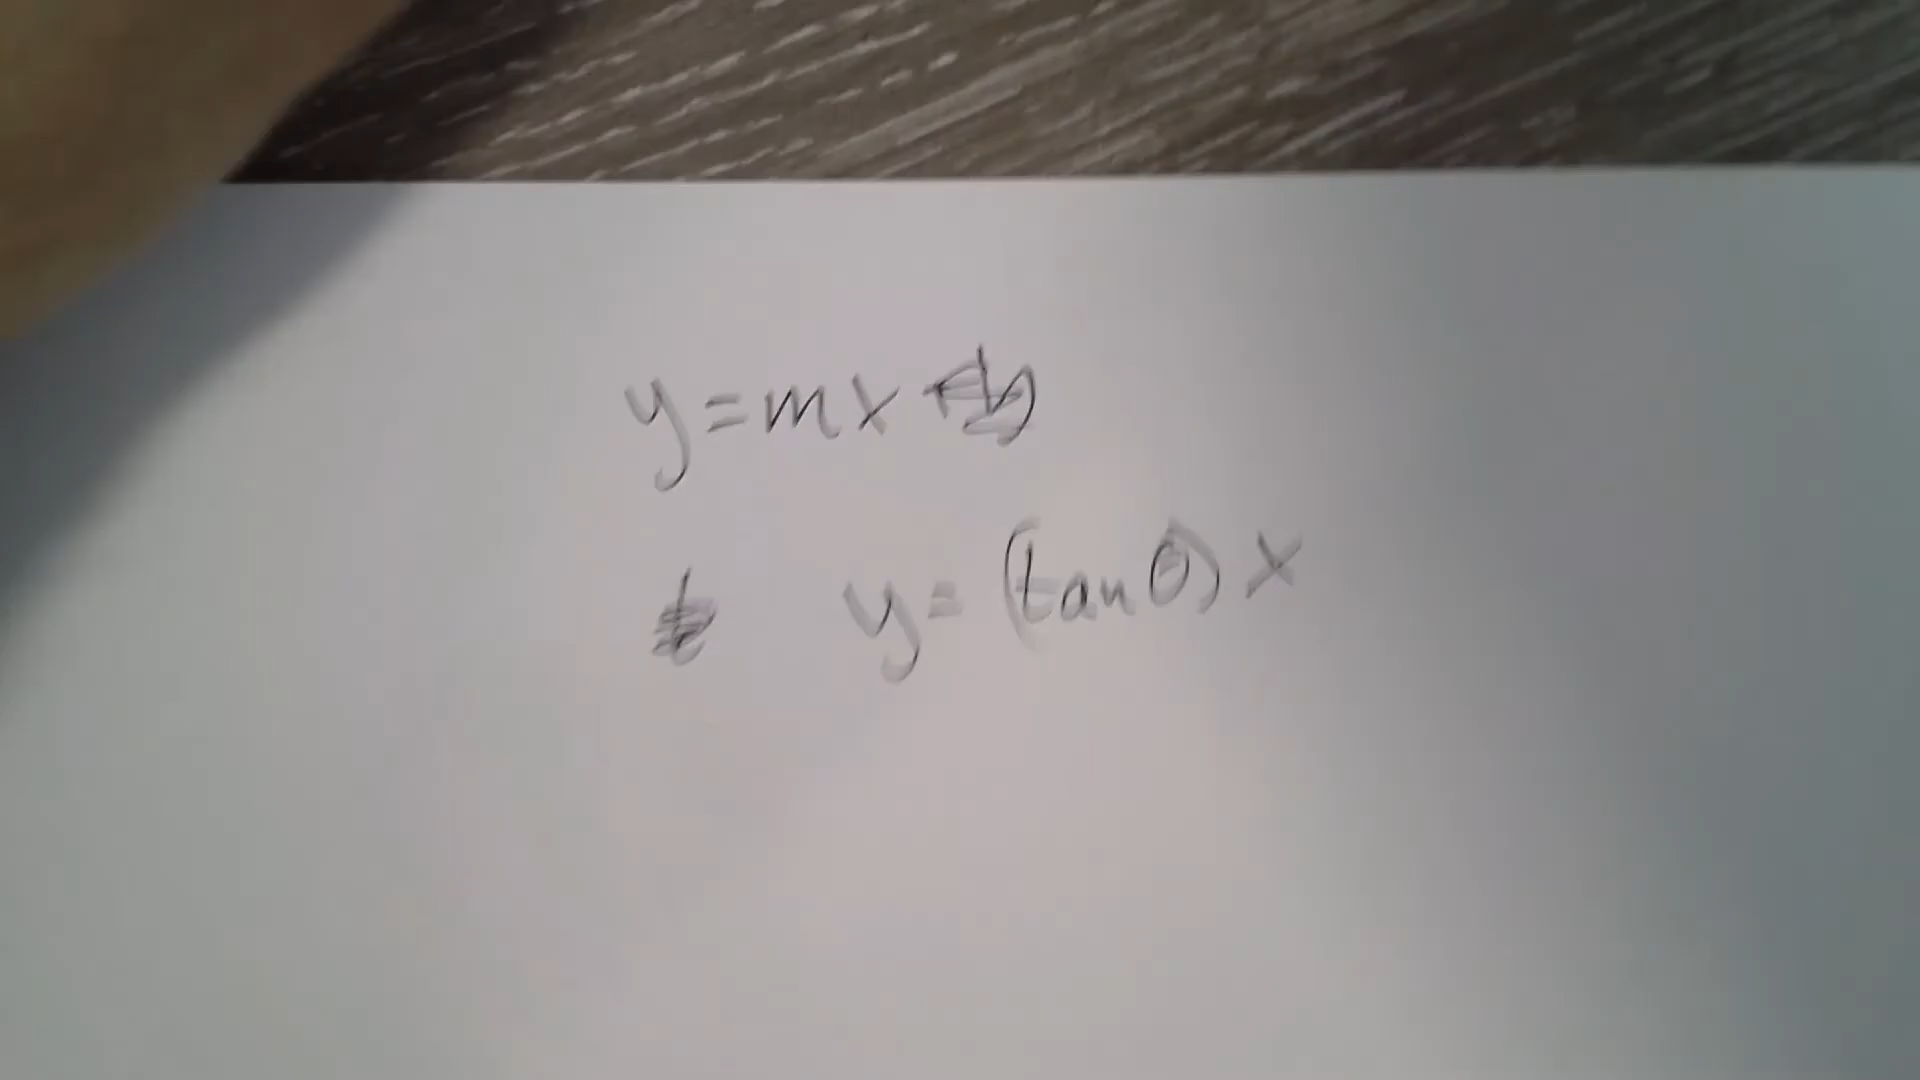 y = mx
y = (tan θ) x